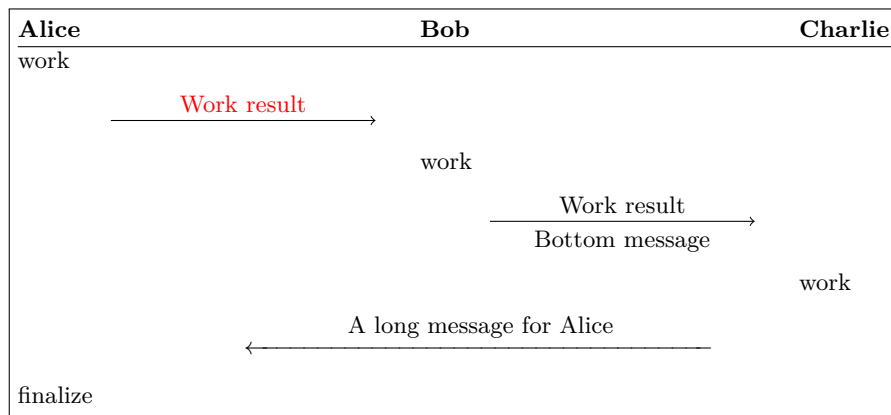 Alice Bob Charlie
work
Work result
work
Work result
Bottom message
work
A long message for Alice
finalize